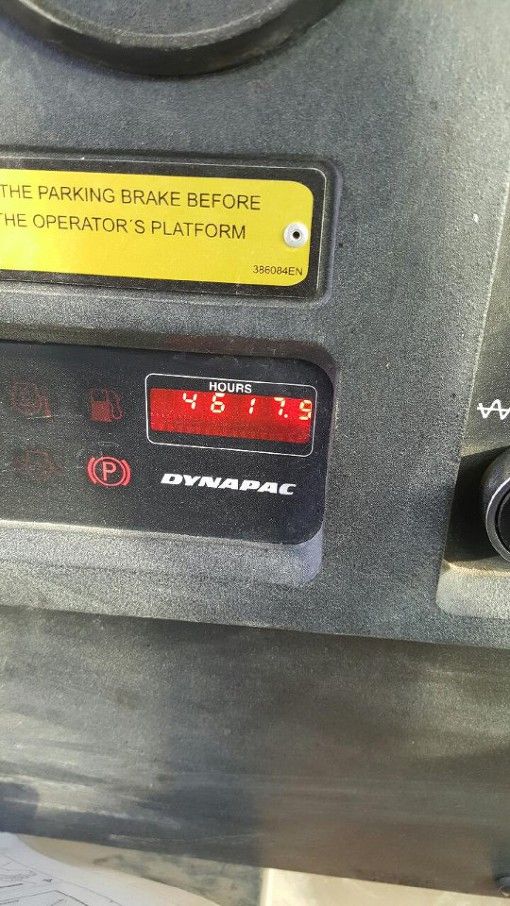 THE PARKING BRAKE BEFORE
THE OPERATOR´S PLATFORM
386084EN
HOURS
4617.9
P
DYNAPAC